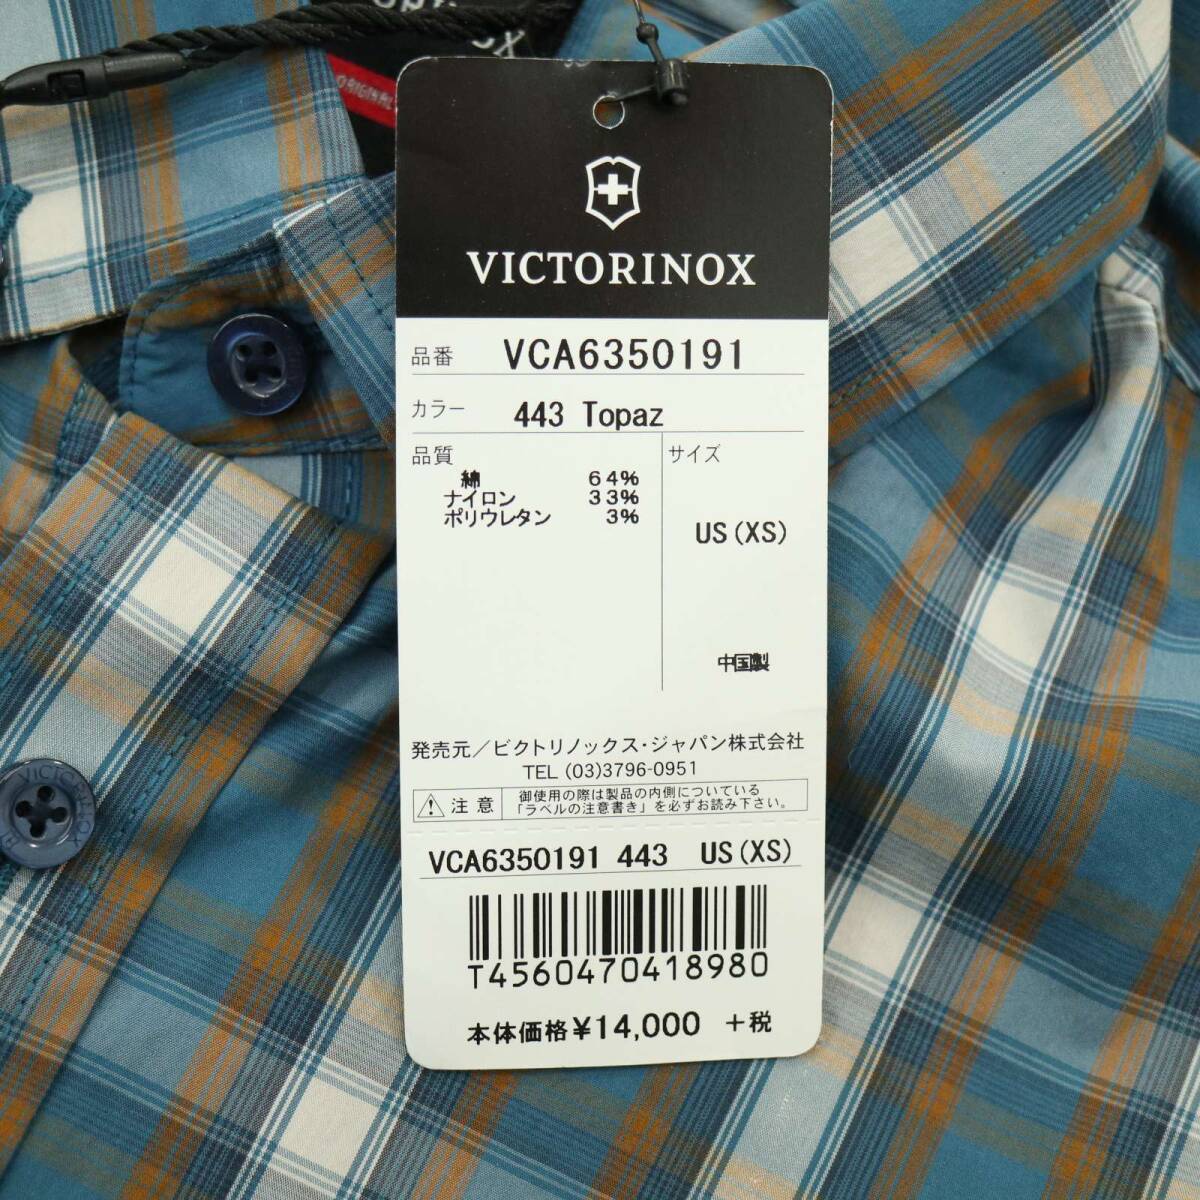 ORIGINAL
VICTORINOX
品番 VCA6350191
カラー 443 Topaz
品質 サイズ
綿 64%
ナイロン 33%
ポリウレタン 3%
US (XS)
中国製
発売元／ビクトリノックス・ジャパン株式会社
TEL (03)3796-0951
注意 御使用の際は製品の内側についている
「ラベルの注意書き」を必ずお読み下さい。
VCA6350191 443 US (XS)
T4560470418980
本体価格¥14,000 +税
VICTORINOX